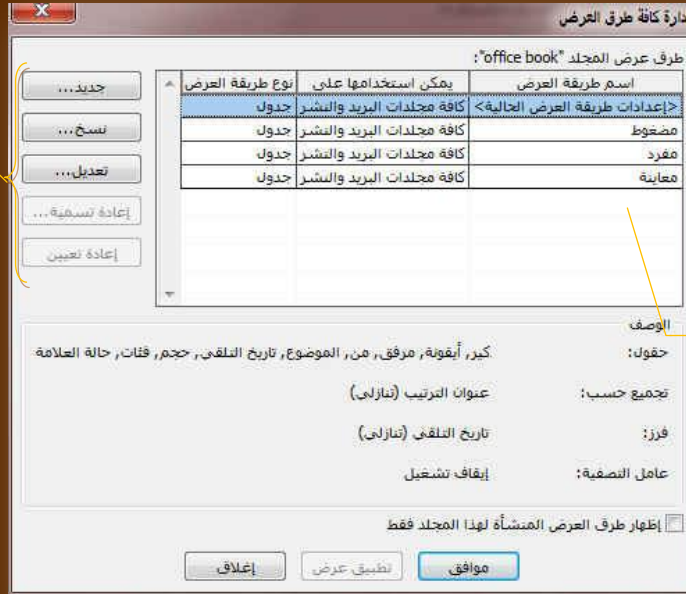 دارة كافة طرق العرض
طرق عرض المجلد "office book":
اسم طريقة العرض يمكن استخدامها على نوع طريقة العرض
<إعدادات طريقة العرض الحالية> كافة مجلدات البريد والنشر جدول
مضغوط كافة مجلدات البريد والنشر جدول
مفرد كافة مجلدات البريد والنشر جدول
معاينة كافة مجلدات البريد والنشر جدول
جديد...
نسخ...
تعديل...
إعادة تسمية...
إعادة تعيين
الوصف
حقول: كير, أيقونة, مرفق, من, الموضوع, تاريخ التلقي, حجم, فئات, حالة العلامة
تجميع حسب: عنوان الترتيب (تنازلي)
فرز: تاريخ التلقي (تنازلي)
عامل التصفية: إيقاف تشغيل
إظهار طرق العرض المنشأة لهذا المجلد فقط
موافق تطبيق عرض إغلاق